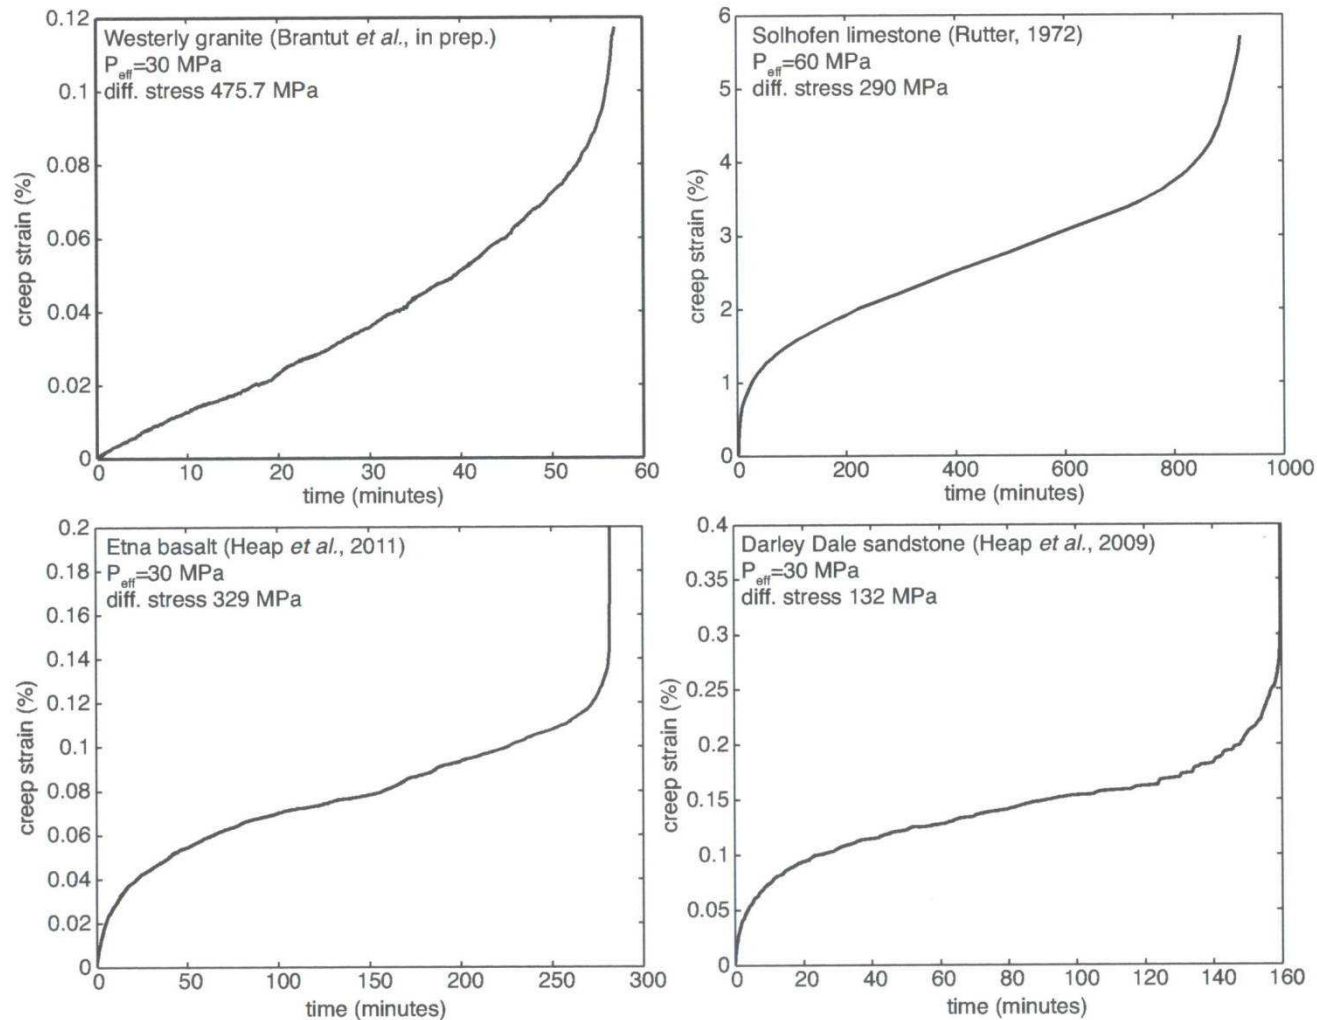 Westerly granite (Brantut et al., in prep.)
P_eff=30 MPa
diff. stress 475.7 MPa
creep strain (%)
0.12
0.1
0.08
0.06
0.04
0.02
0
0 10 20 30 40 50 60
time (minutes)
Solhofen limestone (Rutter, 1972)
P_eff=60 MPa
diff. stress 290 MPa
creep strain (%)
6
5
4
3
2
1
0
0 200 400 600 800 1000
time (minutes)
Etna basalt (Heap et al., 2011)
P_eff=30 MPa
diff. stress 329 MPa
creep strain (%)
0.2
0.18
0.16
0.14
0.12
0.1
0.08
0.06
0.04
0.02
0
0 50 100 150 200 250 300
time (minutes)
Darley Dale sandstone (Heap et al., 2009)
P_eff=30 MPa
diff. stress 132 MPa
creep strain (%)
0.4
0.35
0.3
0.25
0.2
0.15
0.1
0.05
0
0 20 40 60 80 100 120 140 160
time (minutes)